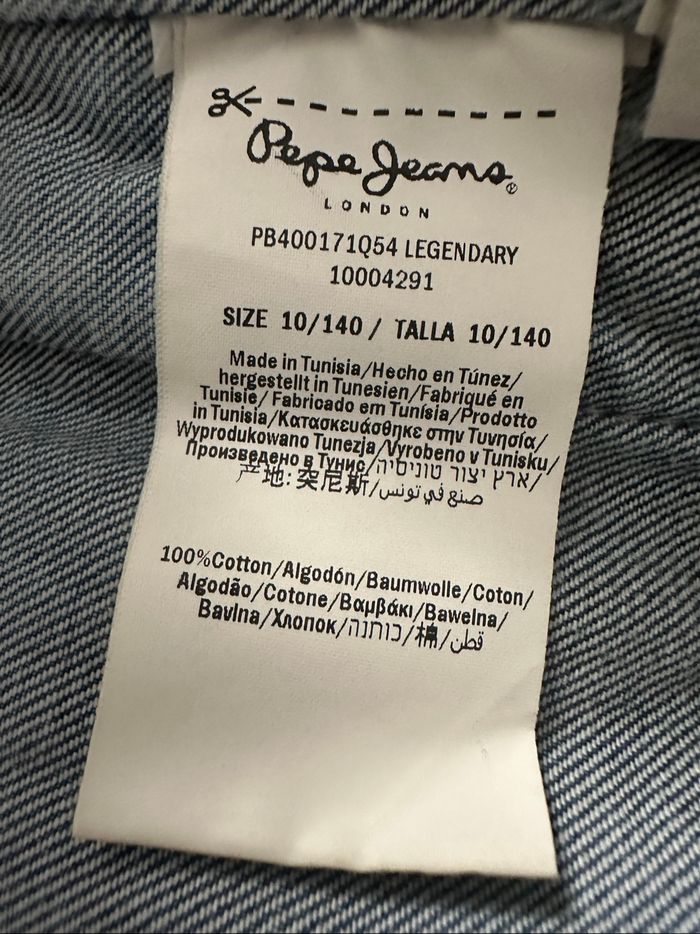 Pepe Jeans®
LONDON
PB400171Q54 LEGENDARY
10004291
SIZE 10/140 / TALLA 10/140
Made in Tunisia/Hecho en Túnez/
hergestellt in Tunesien/Fabriqué en
Tunisie/ Fabricado em Tunísia/Prodotto
in Tunisia/Κατασκευάσθηκε στην Τυνησία/
Wyprodukowano Tunezja/Vyrobeno v Tunisku/
Произведено в Тунис/ארץ יצור טוניסיה/
产地: 突尼斯/صنع في تونس
100%Cotton/Algodón/Baumwolle/Coton/
Algodão/Cotone/Βαμβάκι/Bawelna/
Bavlna/Хлопок/כותנה/棉/قطن